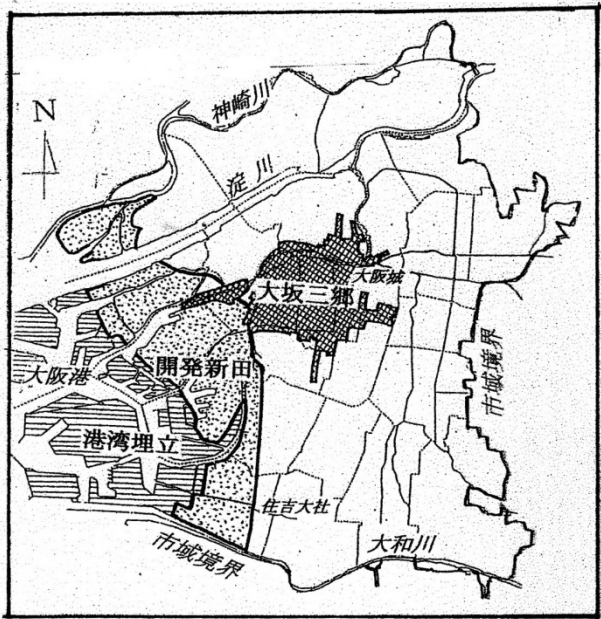 神崎川
N
淀川
大阪城
大坂三郷
開発新田
大阪港
市域境界
港湾埋立
住吉大社
大和川
市域境界